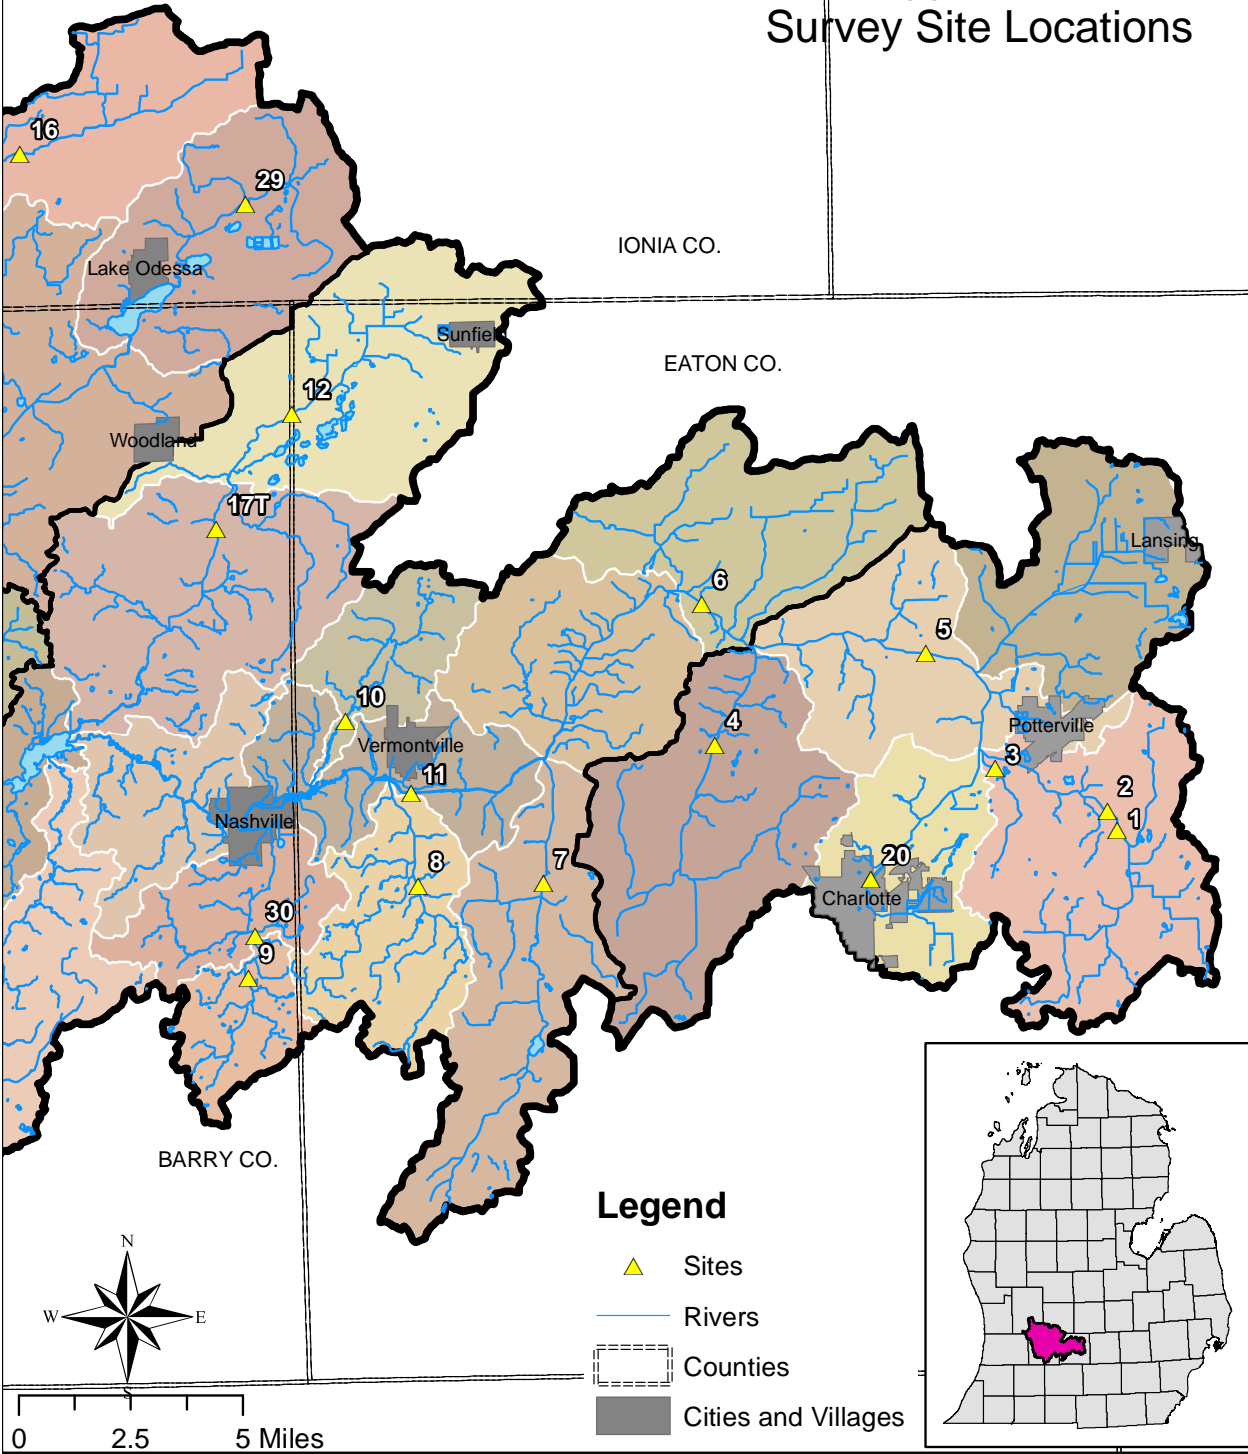 Survey Site Locations
16
29
IONIA CO.
Lake Odessa
Sunfiel
EATON CO.
12
Woodland
17T
Lansing
6
5
10
4
Potterville
Vermontville
3
11
2
1
Nashville
8
7
20
Charlotte
30
9
BARRY CO.
Legend
N
W
E
S
Sites
Rivers
Counties
Cities and Villages
0 2.5 5 Miles